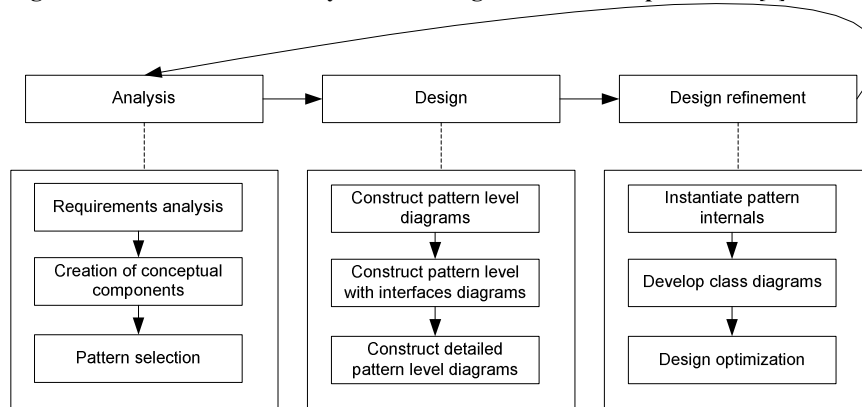 Analysis
Design
Design refinement
Requirements analysis
Creation of conceptual
components
Pattern selection
Construct pattern level
diagrams
Construct pattern level
with interfaces diagrams
Construct detailed
pattern level diagrams
Instantiate pattern
internals
Develop class diagrams
Design optimization